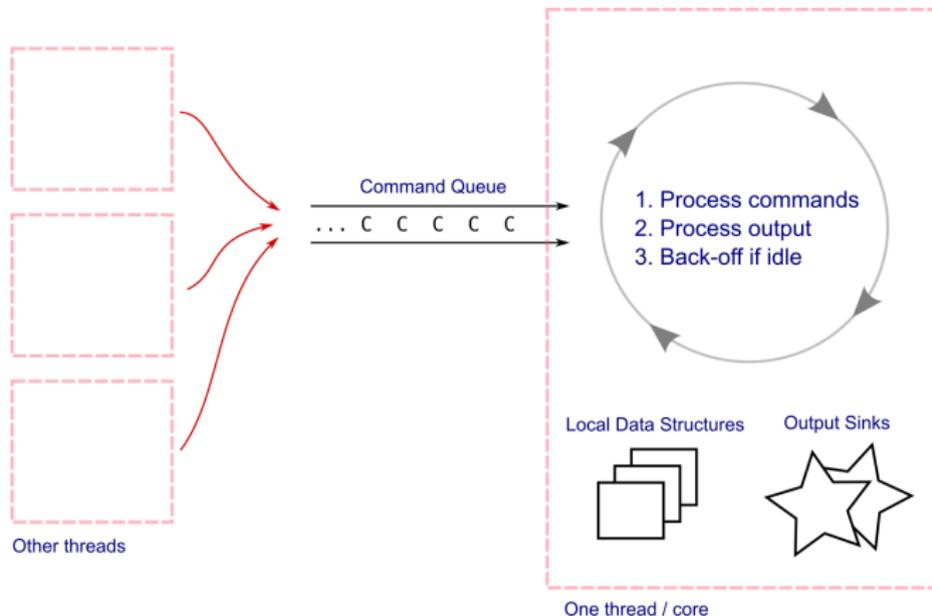 Command Queue
... C C C C C
1. Process commands
2. Process output
3. Back-off if idle
Local Data Structures
Output Sinks
Other threads
One thread / core